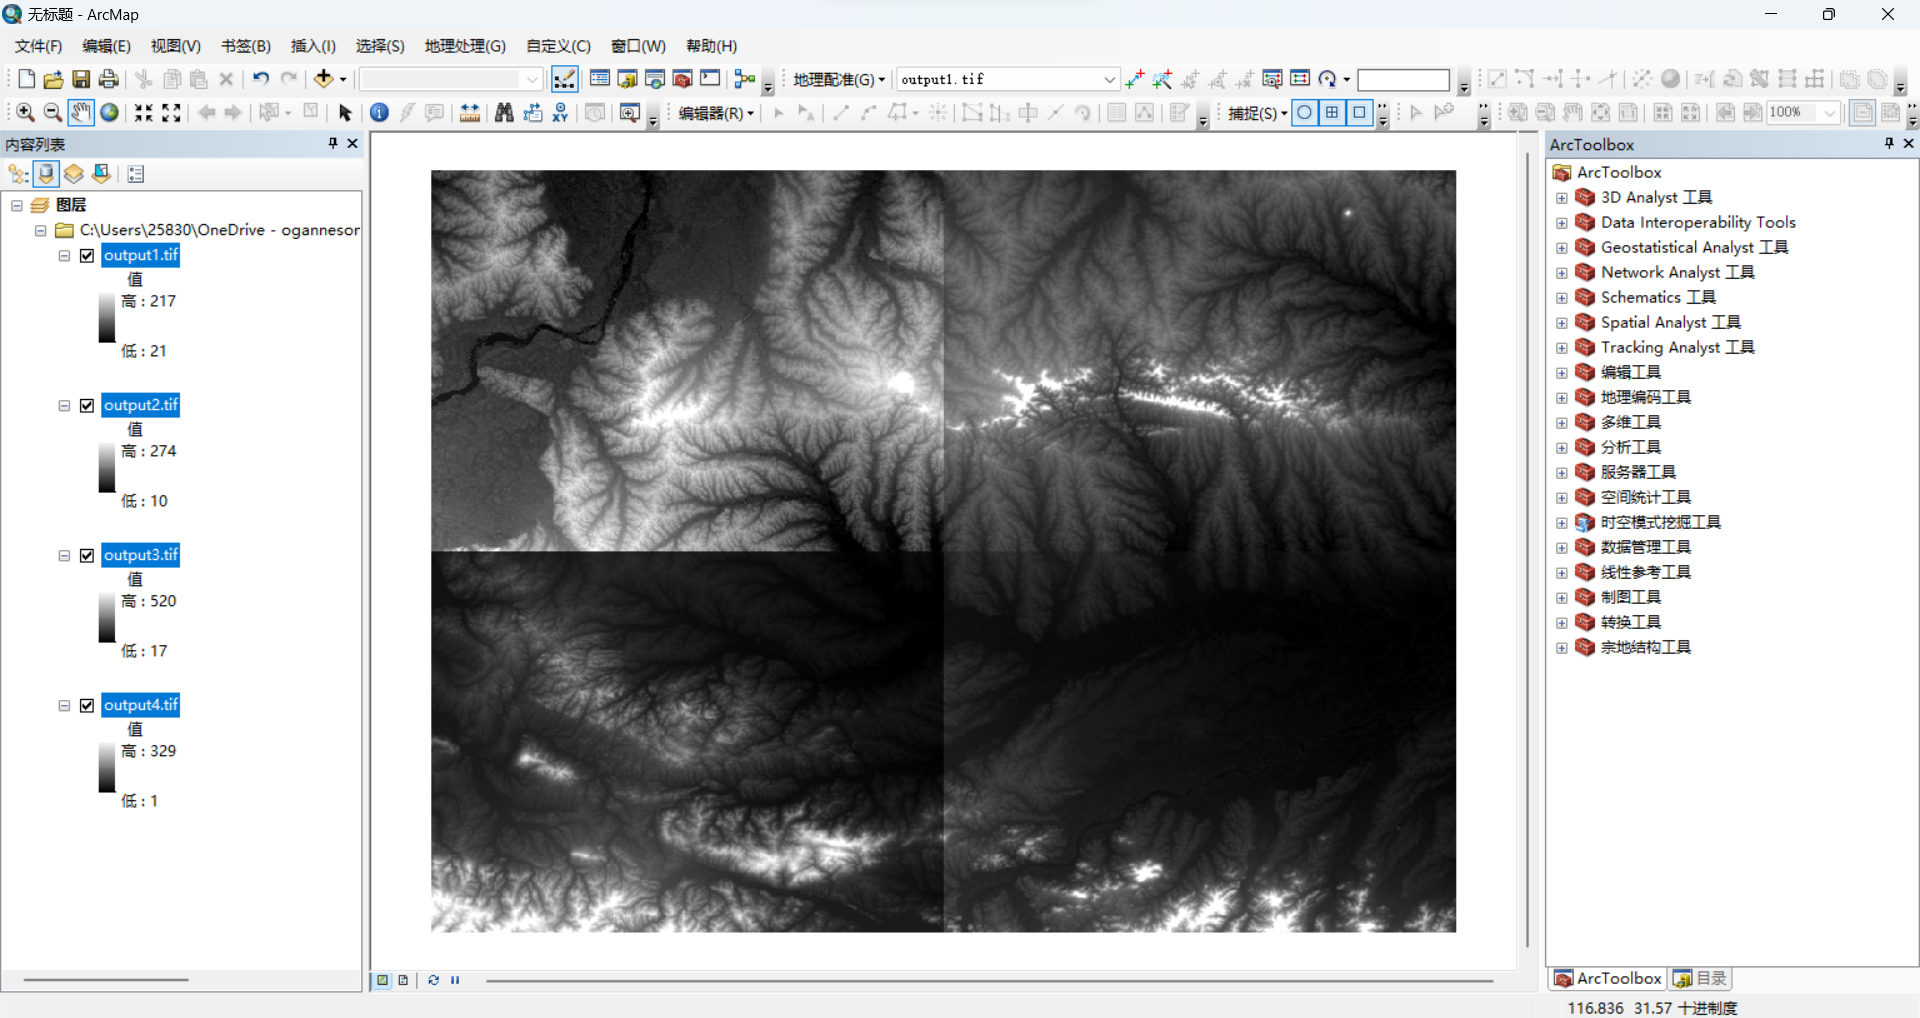 无标题 - ArcMap
文件(F) 编辑(E) 视图(V) 书签(B) 插入(I) 选择(S) 地理处理(G) 自定义(C) 窗口(W) 帮助(H)
地理配准(G) output1.tif
编辑器(R) 捕捉(S) 100%
内容列表
图层
C:\Users\25830\OneDrive - oganneson
output1.tif
值
高 : 217
低 : 21
output2.tif
值
高 : 274
低 : 10
output3.tif
值
高 : 520
低 : 17
output4.tif
值
高 : 329
低 : 1
ArcToolbox
ArcToolbox
3D Analyst 工具
Data Interoperability Tools
Geostatistical Analyst 工具
Network Analyst 工具
Schematics 工具
Spatial Analyst 工具
Tracking Analyst 工具
编辑工具
地理编码工具
多维工具
分析工具
服务器工具
空间统计工具
时空模式挖掘工具
数据管理工具
线性参考工具
制图工具
转换工具
宗地结构工具
ArcToolbox 目录
116.836 31.57 十进制度